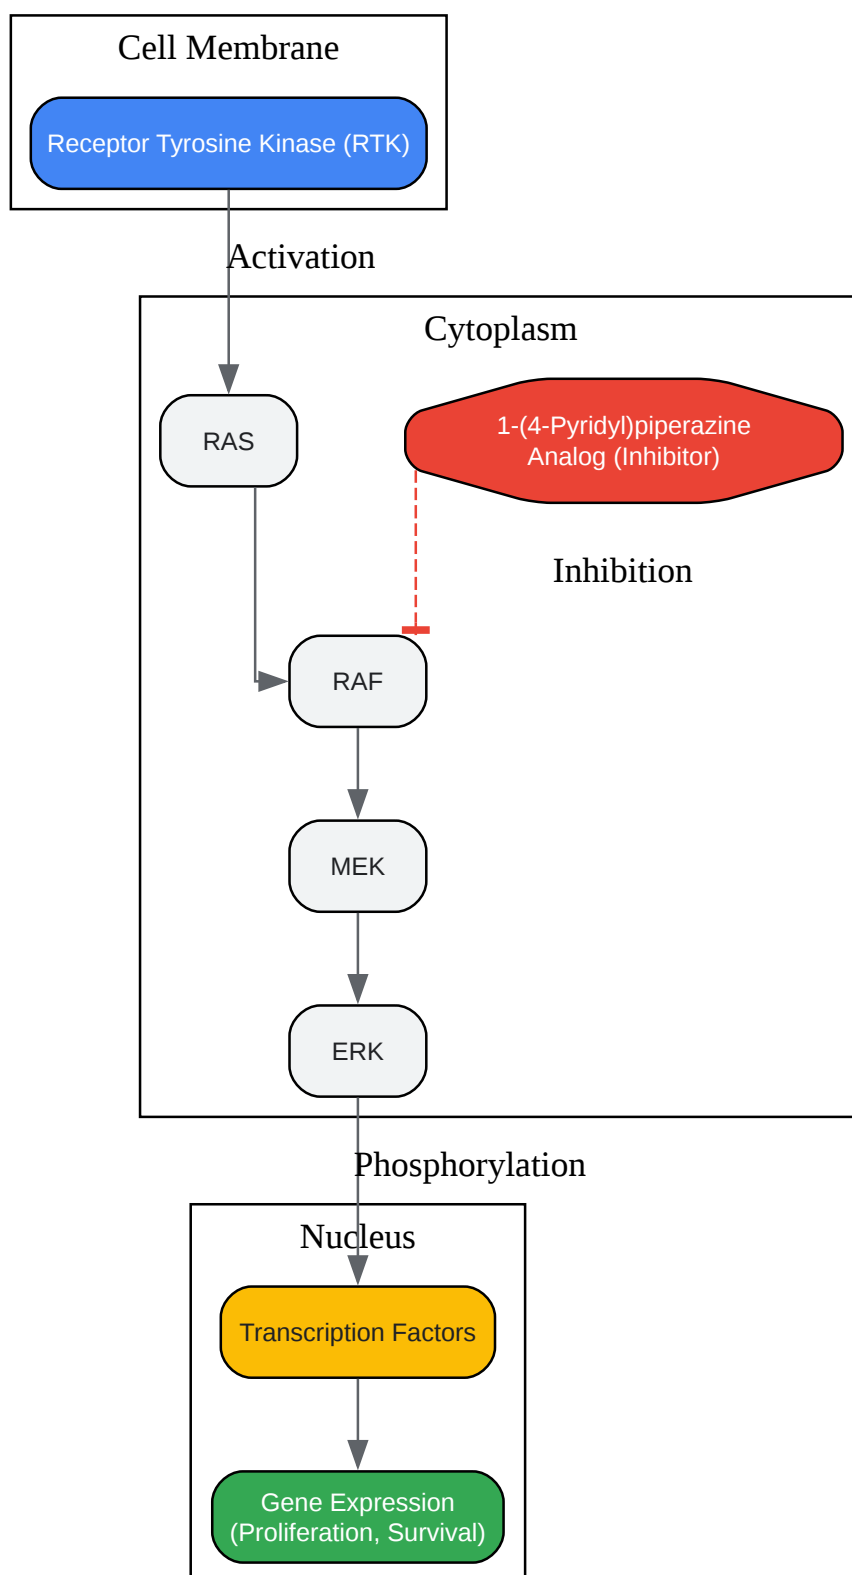 Cell Membrane
Receptor Tyrosine Kinase (RTK)
Activation
Cytoplasm
RAS
1-(4-Pyridyl)piperazine
Analog (Inhibitor)
Inhibition
RAF
MEK
ERK
Phosphorylation
Nucleus
Transcription Factors
Gene Expression
(Proliferation, Survival)